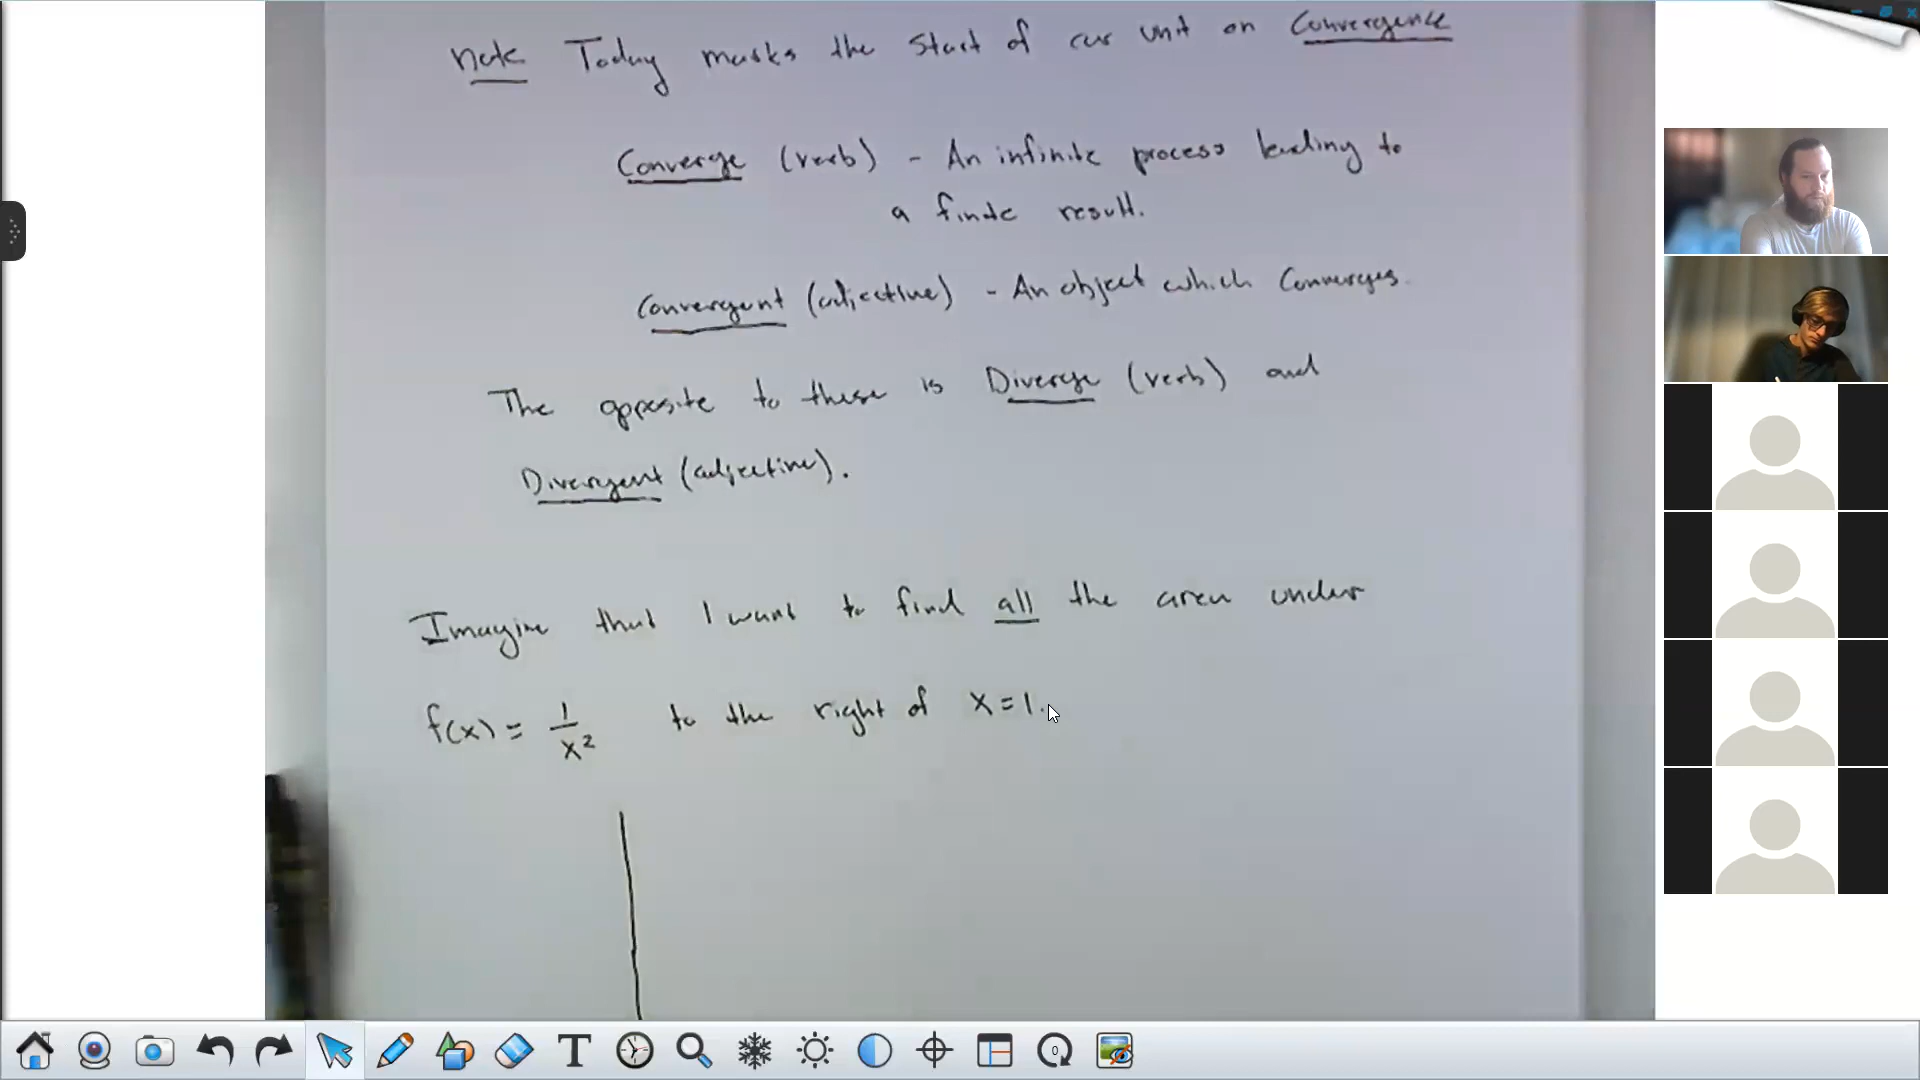 Note Today marks the start of our unit on Convergence
Converge (verb) - An infinite process leading to
a finite result.
Convergent (adjective) - An object which converges.
The opposite to these is Diverge (verb) and
Divergent (adjective).
Imagine that I want to find all the area under
f(x) = 1/x² to the right of x=1.
T
0